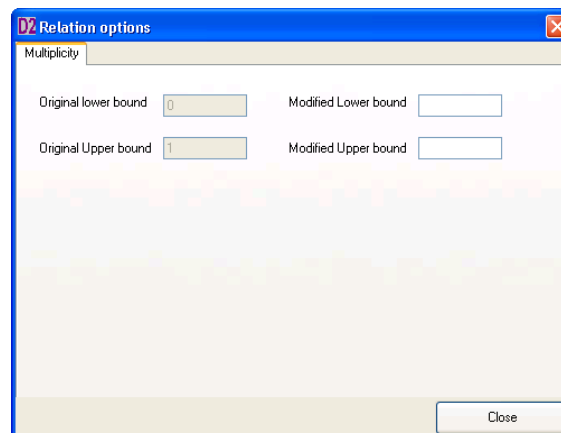 D2 Relation options
Multiplicity
Original lower bound 0 Modified Lower bound
Original Upper bound 1 Modified Upper bound
Close